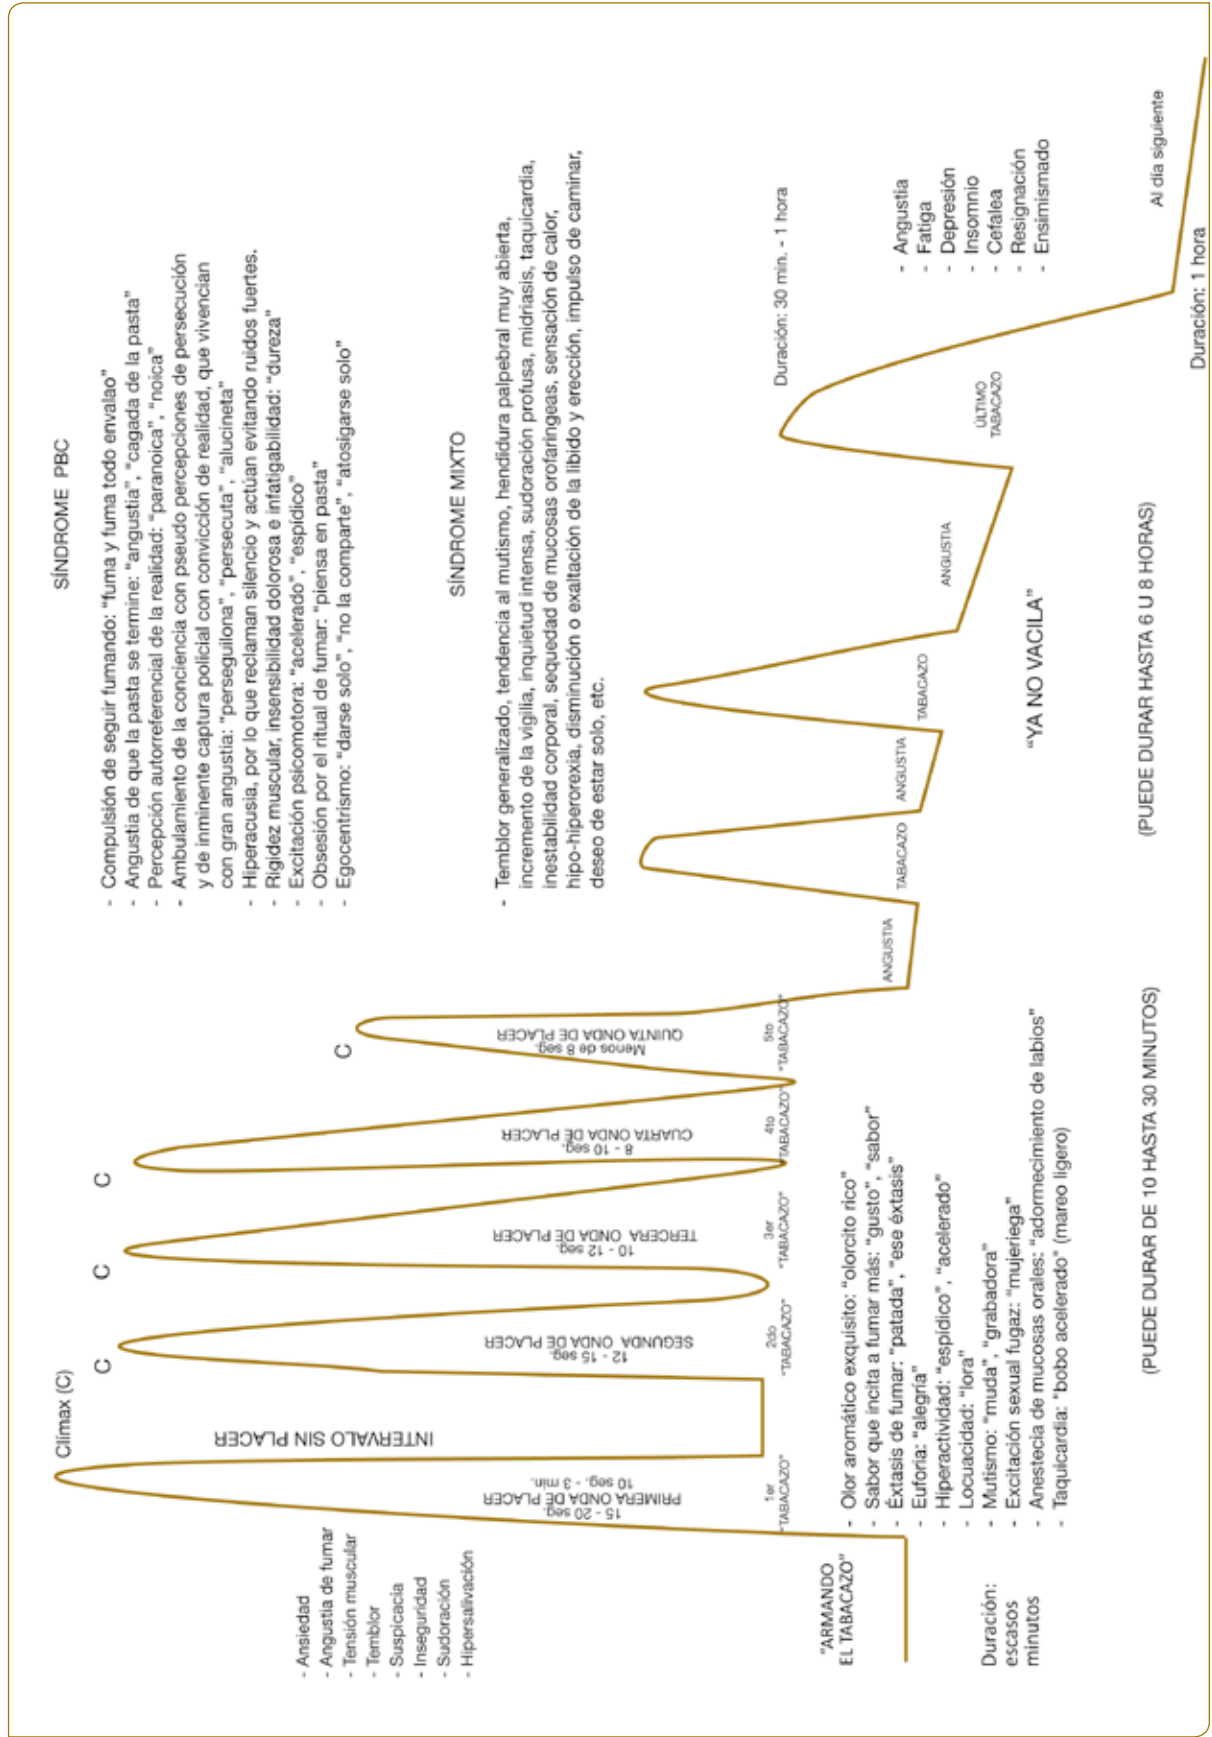 SÍNDROME PBC
- Compulsión de seguir fumando: “fuma y fuma todo envalao”
- Angustia de que la pasta se termine: “angustia”, “cagada de la pasta”
- Percepción autorreferencial de la realidad: “paranoica”, “noica”
- Ambulamiento de la conciencia con pseudo percepciones de persecución
y de inminente captura policial con convicción de realidad, que vivencian
con gran angustia: “perseguilona”, “persecuta”, “alucineta”
- Hiperacusia, por lo que reclaman silencio y actúan evitando ruidos fuertes.
- Rigidez muscular, insensibilidad dolorosa e infatigabilidad: “dureza”
- Excitación psicomotora: “acelerado”, “espídico”
- Obsesión por el ritual de fumar: “piensa en pasta”
- Egocentrismo: “darse solo”, “no la comparte”, “atosigarse solo”
SÍNDROME MIXTO
- Temblor generalizado, tendencia al mutismo, hendidura palpebral muy abierta,
incremento de la vigilia, inquietud intensa, sudoración profusa, midriasis, taquicardia,
inestabilidad corporal, sequedad de mucosas orofaríngeas, sensación de calor,
hipo-hiperorexia, disminución o exaltación de la libido y erección, impulso de caminar,
deseo de estar solo, etc.
Clímax (C)
C
C
C
C
- Ansiedad
- Angustia de fumar
- Tensión muscular
- Temblor
- Suspicacia
- Inseguridad
- Sudoración
- Hipersalivación
15 - 20 seg.
PRIMERA ONDA DE PLACER
10 seg. - 3 min.
INTERVALO SIN PLACER
12 - 15 seg.
SEGUNDA ONDA DE PLACER
10 - 12 seg.
TERCERA ONDA DE PLACER
8 - 10 seg.
CUARTA ONDA DE PLACER
Menos de 8 seg.
QUINTA ONDA DE PLACER
1er
“TABACAZO”
2do
“TABACAZO”
3er
“TABACAZO”
4to
“TABACAZO”
5to
“TABACAZO”
“ARMANDO
EL TABACAZO”
ANGUSTIA
TABACAZO
ANGUSTIA
TABACAZO
ANGUSTIA
ÚLTIMO
TABACAZO
Duración: 30 min. - 1 hora
- Angustia
- Fatiga
- Depresión
- Insomnio
- Cefalea
- Resignación
- Ensimismado
Al día siguiente
Duración: 1 hora
Duración:
escasos
minutos
- Olor aromático exquisito: “olorcito rico”
- Sabor que incita a fumar más: “gusto”, “sabor”
- Éxtasis de fumar: “patada”, “ese éxtasis”
- Euforia: “alegría”
- Hiperactividad: “espídico”, “acelerado”
- Locuacidad: “lora”
- Mutismo: “muda”, “grabadora”
- Excitación sexual fugaz: “mujeriega”
- Anestecia de mucosas orales: “adormecimiento de labios”
- Taquicardia: “bobo acelerado” (mareo ligero)
“YA NO VACILA”
(PUEDE DURAR DE 10 HASTA 30 MINUTOS)
(PUEDE DURAR HASTA 6 U 8 HORAS)